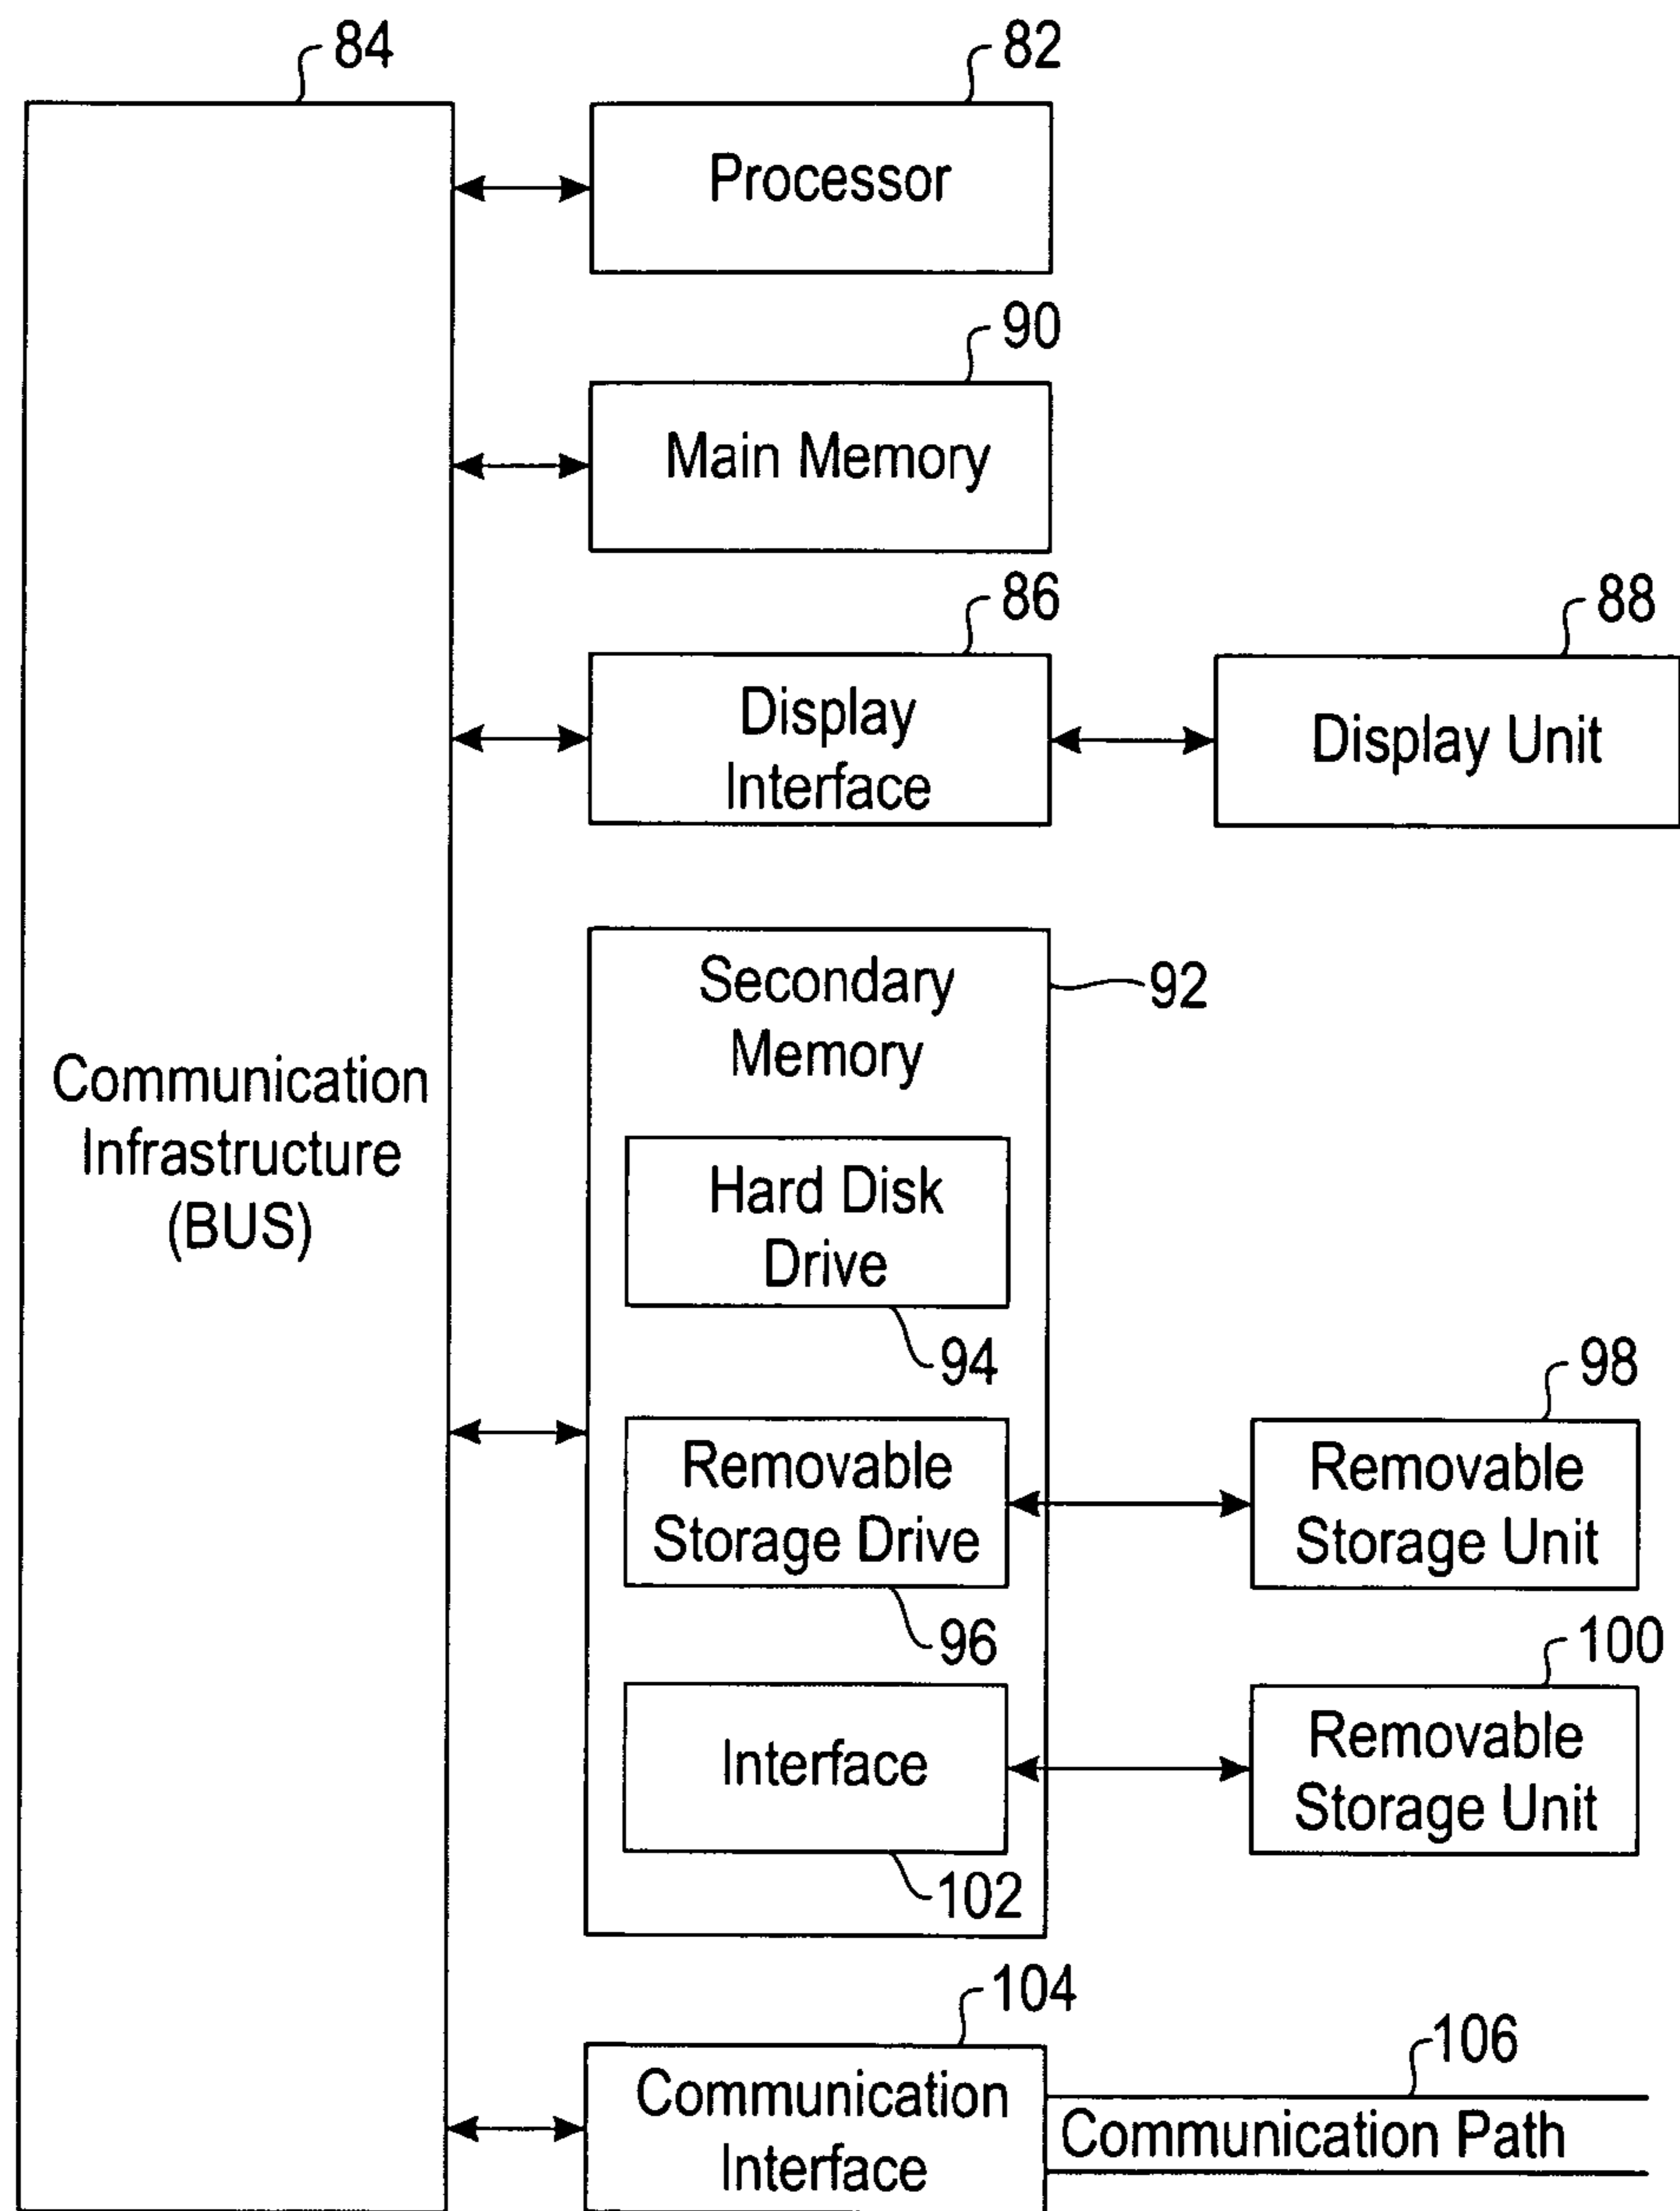 84
82
Processor
90
Main Memory
86
88
Display
Interface
Display Unit
Secondary
Memory
92
Communication
Infrastructure
(BUS)
Hard Disk
Drive
94
98
Removable
Storage Drive
Removable
Storage Unit
96
100
Interface
Removable
Storage Unit
102
104
106
Communication
Interface
Communication Path